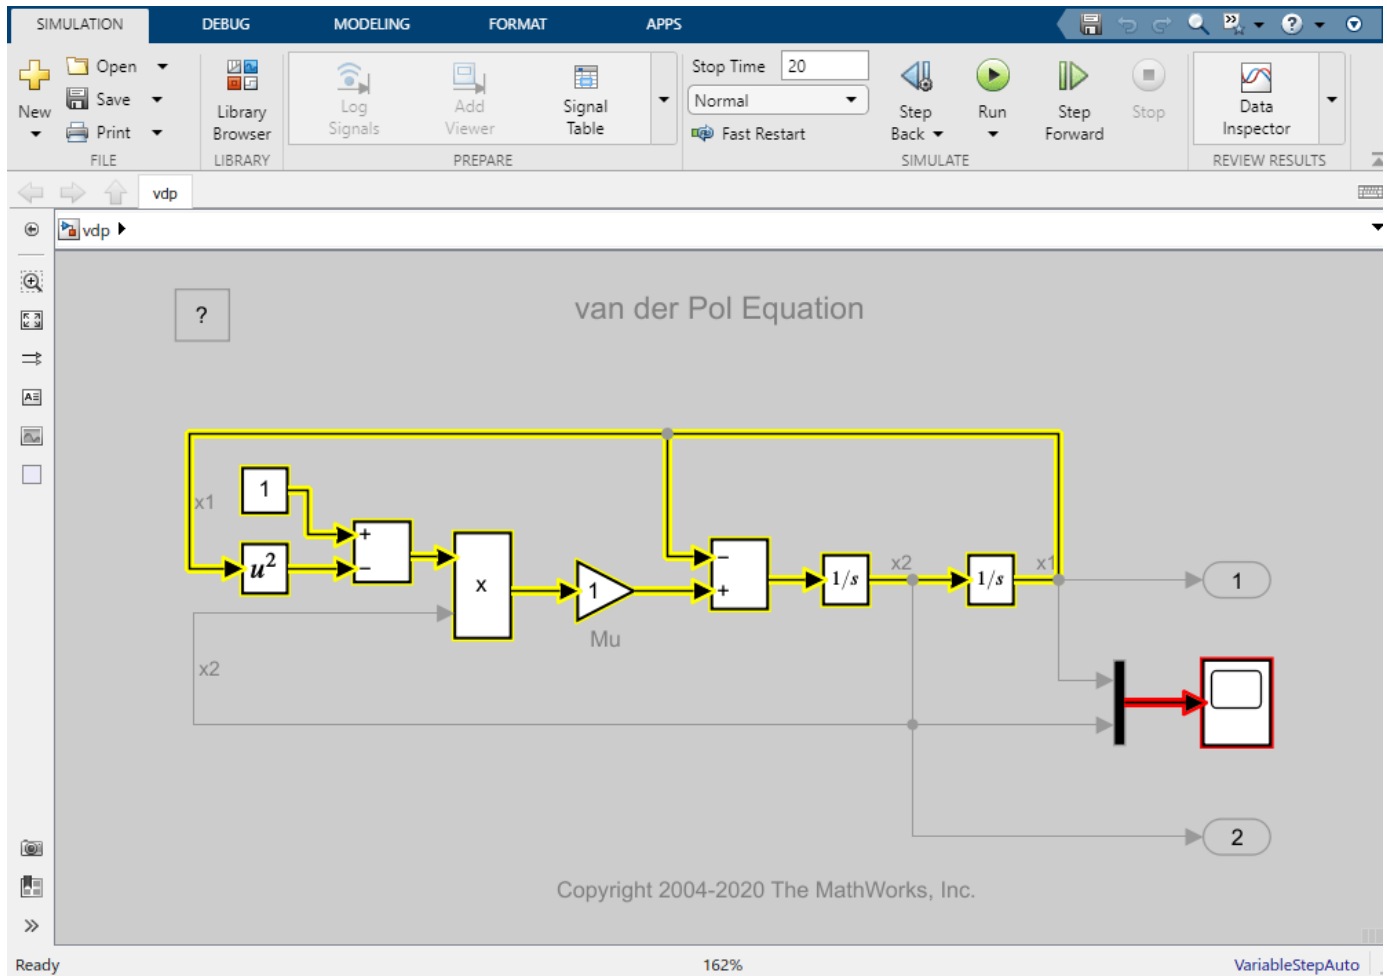 SIMULATION DEBUG MODELING FORMAT APPS
New
Open
Save
Print
FILE
Library
Browser
LIBRARY
Log
Signals
Add
Viewer
Signal
Table
PREPARE
Stop Time 20
Normal
Fast Restart
Step
Back
Run
Step
Forward
Stop
SIMULATE
Data
Inspector
REVIEW RESULTS
vdp
vdp
?
van der Pol Equation
x1
1
+
−
u²
x
1
Mu
−
+
1/s
x2
1/s
x1
1
x2
2
Copyright 2004-2020 The MathWorks, Inc.
Ready 162% VariableStepAuto